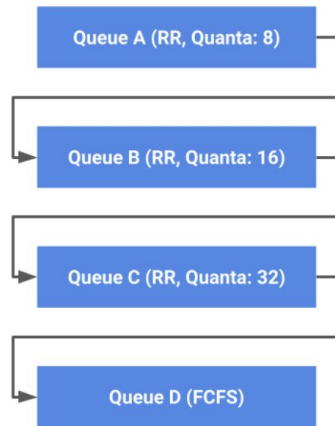 Queue A (RR, Quanta: 8)
Queue B (RR, Quanta: 16)
Queue C (RR, Quanta: 32)
Queue D (FCFS)